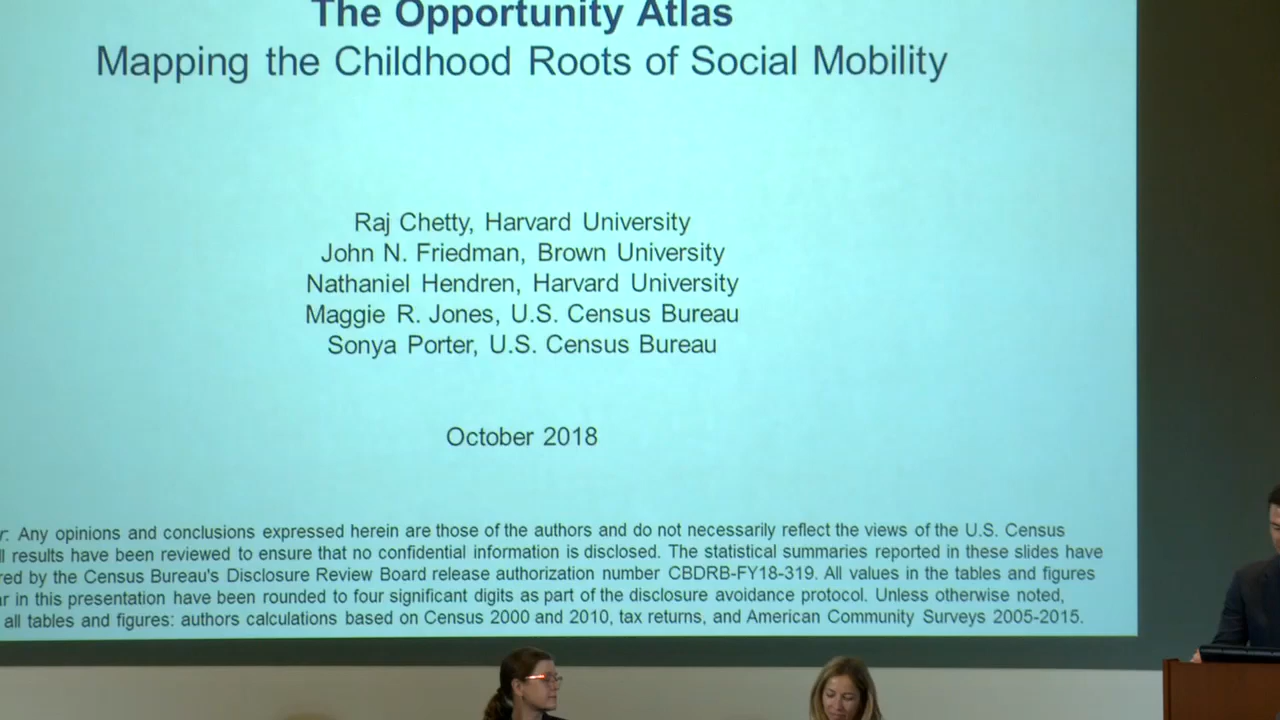 The Opportunity Atlas
Mapping the Childhood Roots of Social Mobility
Raj Chetty, Harvard University
John N. Friedman, Brown University
Nathaniel Hendren, Harvard University
Maggie R. Jones, U.S. Census Bureau
Sonya Porter, U.S. Census Bureau
October 2018
Any opinions and conclusions expressed herein are those of the authors and do not necessarily reflect the views of the U.S. Census
results have been reviewed to ensure that no confidential information is disclosed. The statistical summaries reported in these slides have
by the Census Bureau's Disclosure Review Board release authorization number CBDRB-FY18-319. All values in the tables and figures
in this presentation have been rounded to four significant digits as part of the disclosure avoidance protocol. Unless otherwise noted,
all tables and figures: authors calculations based on Census 2000 and 2010, tax returns, and American Community Surveys 2005-2015.